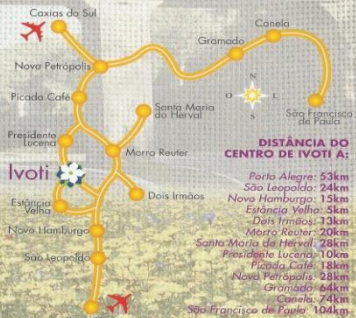 Caxias do Sul
Canela
Gramado
Nova Petrópolis
Picada Café
Santa Maria
do Herval
N
O
L
S
São Francisco
de Paula
Presidente
Lucena
Morro Reuter
Ivoti
Estância
Velha
Dois Irmãos
Novo Hamburgo
São Leopoldo
DISTÂNCIA DO
CENTRO DE IVOTI A:
Porto Alegre: 53km
São Leopoldo: 24km
Novo Hamburgo: 15km
Estância Velha: 5km
Dois Irmãos: 13km
Morro Reuter: 20km
Santa Maria do Herval: 28km
Presidente Lucena: 10km
Picada Café: 18km
Nova Petrópolis: 28km
Gramado: 64km
Canela: 74km
São Francisco de Paula: 104km